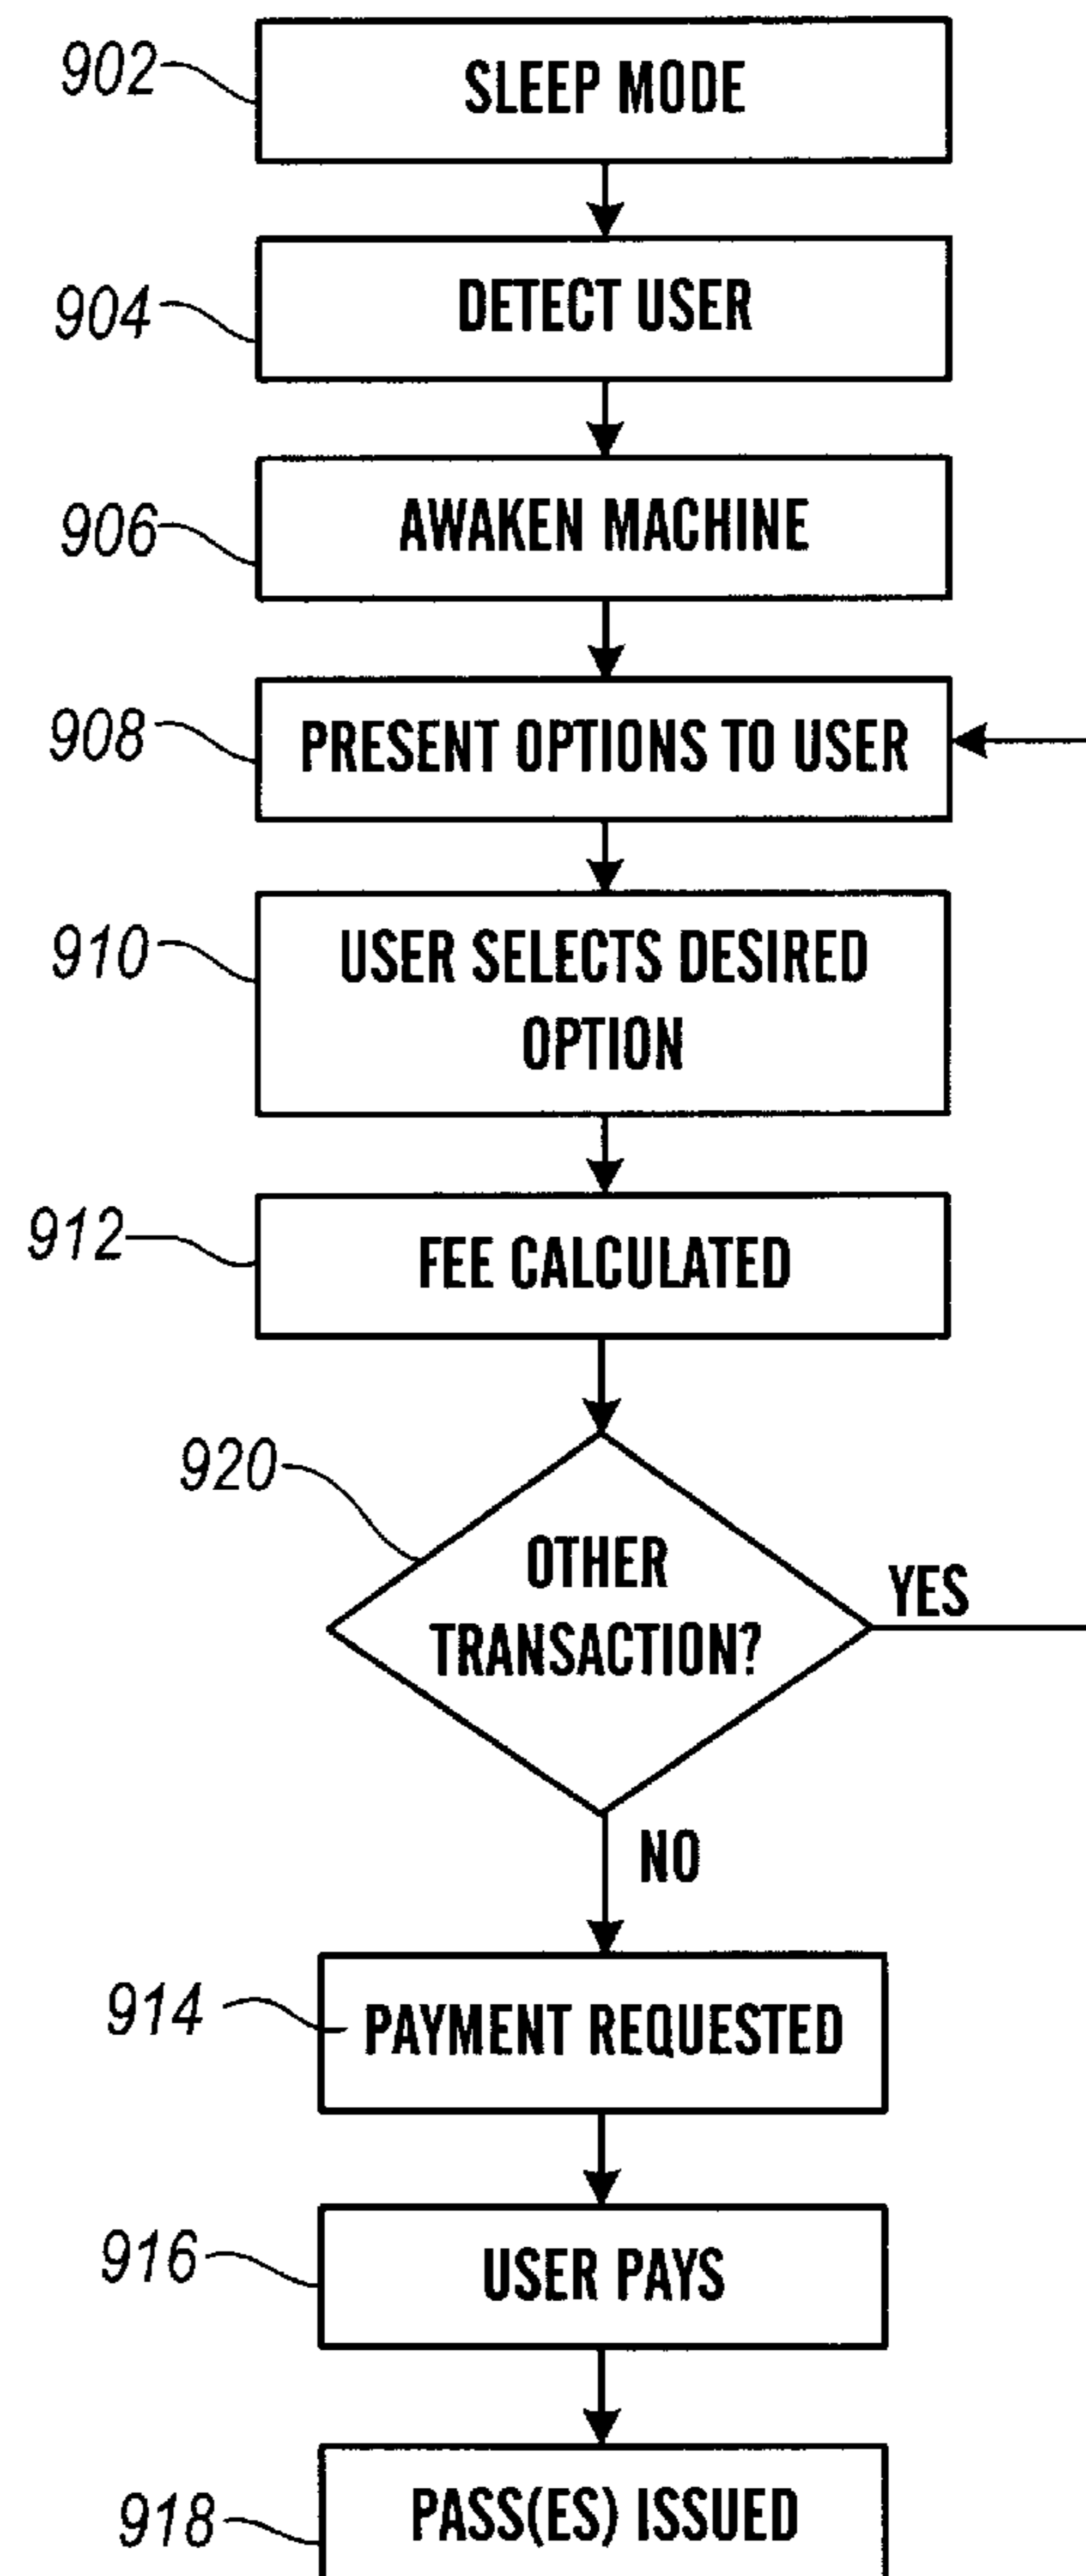 902
SLEEP MODE
904
DETECT USER
906
AWAKEN MACHINE
908
PRESENT OPTIONS TO USER
910
USER SELECTS DESIRED
OPTION
912
FEE CALCULATED
920
OTHER
TRANSACTION?
YES
NO
914
PAYMENT REQUESTED
916
USER PAYS
918
PASS(ES) ISSUED